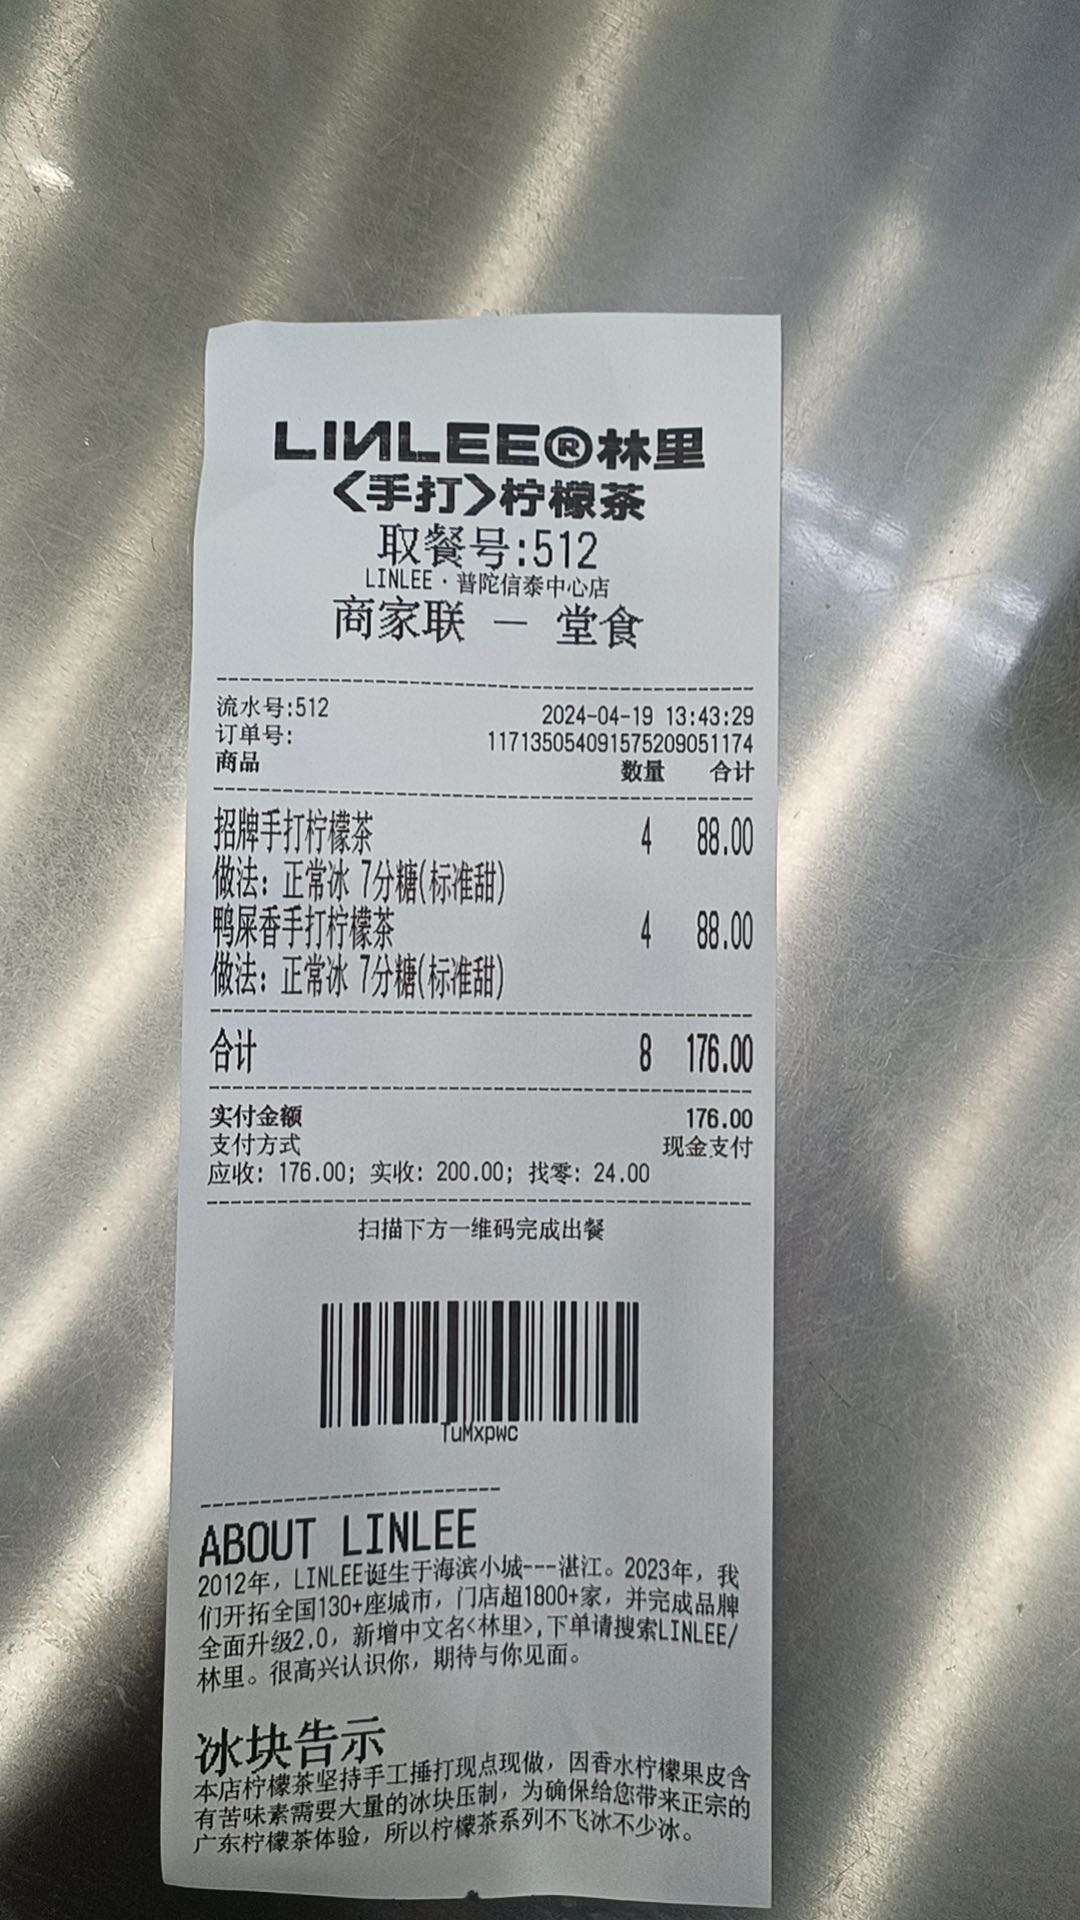 LINLEE®林里
<手打>柠檬茶
取餐号:512
LINLEE·普陀信泰中心店
商家联 — 堂食
流水号:512 2024-04-19 13:43:29
订单号: 1171350540915752090​51174
商品 数量 合计
招牌手打柠檬茶 4 88.00
做法: 正常冰 7分糖(标准甜)
鸭屎香手打柠檬茶 4 88.00
做法: 正常冰 7分糖(标准甜)
合计 8 176.00
实付金额 176.00
支付方式 现金支付
应收: 176.00; 实收: 200.00; 找零: 24.00
扫描下方一维码完成出餐
TuMxpwc
ABOUT LINLEE
2012年，LINLEE诞生于海滨小城---湛江。2023年，我
们开拓全国130+座城市，门店超1800+家，并完成品牌
全面升级2.0，新增中文名<林里>,下单请搜索LINLEE/
林里。很高兴认识你，期待与你见面。
冰块告示
本店柠檬茶坚持手工捶打现点现做，因香水柠檬果皮含
有苦味素需要大量的冰块压制，为确保给您带来正宗的
广东柠檬茶体验，所以柠檬茶系列不飞冰不少冰。